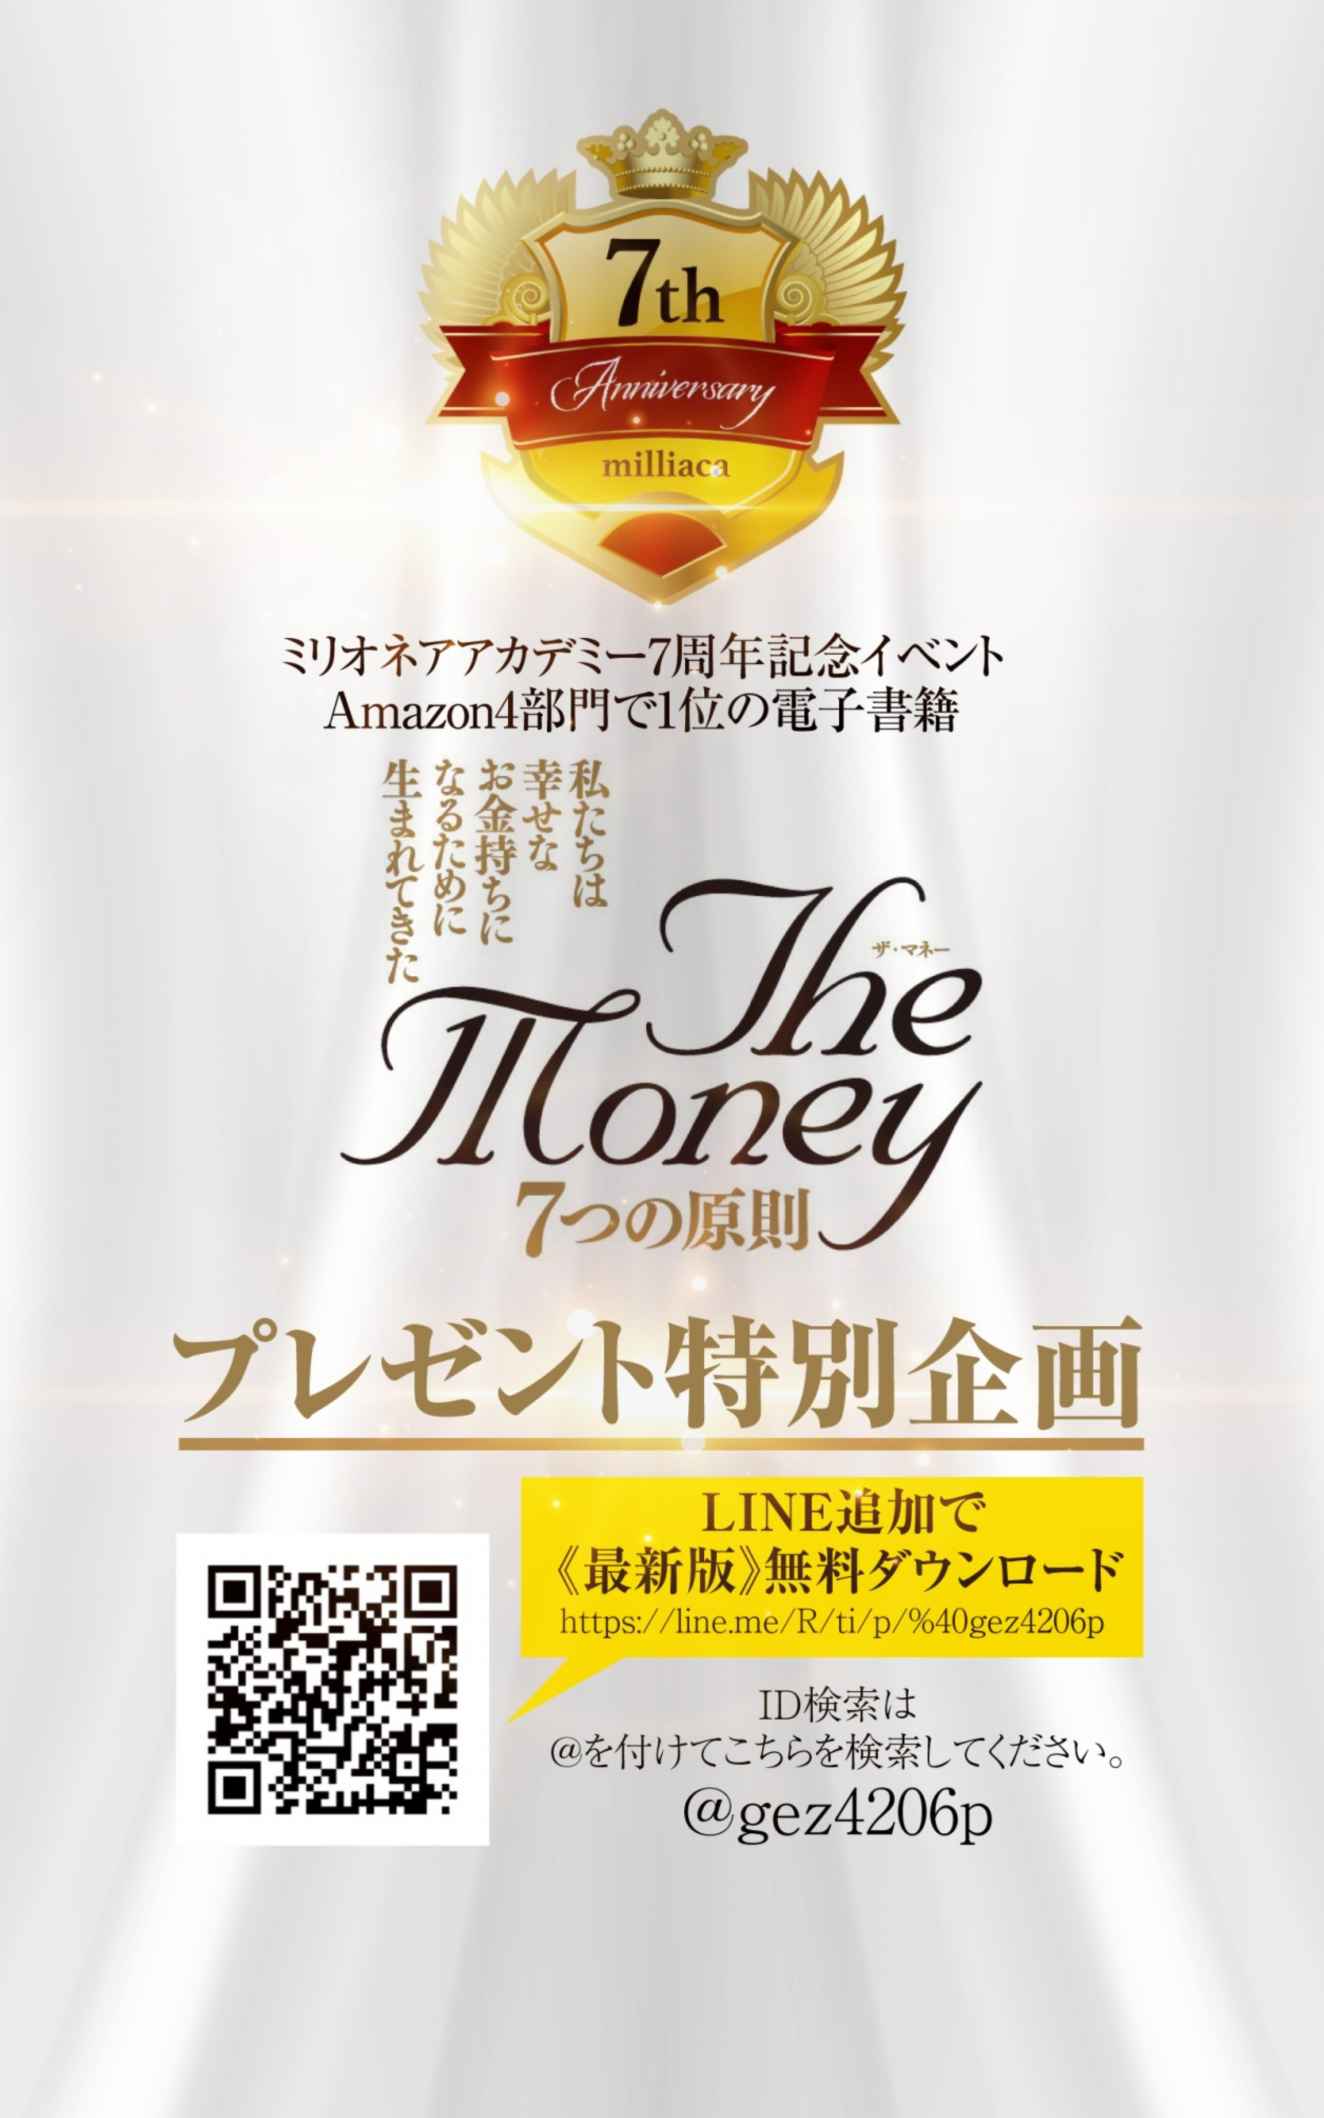 7th
Anniversary
milliaca
ミリオネアアカデミー7周年記念イベント
Amazon4部門で1位の電子書籍
私たちは
幸せな
お金持ちに
なるために
生まれてきた
The
ザ・マネー
Money
7つの原則
プレゼント特別企画
LINE追加で
《最新版》無料ダウンロード
https://line.me/R/ti/p/%40gez4206p
ID検索は
@を付けてこちらを検索してください。
@gez4206p